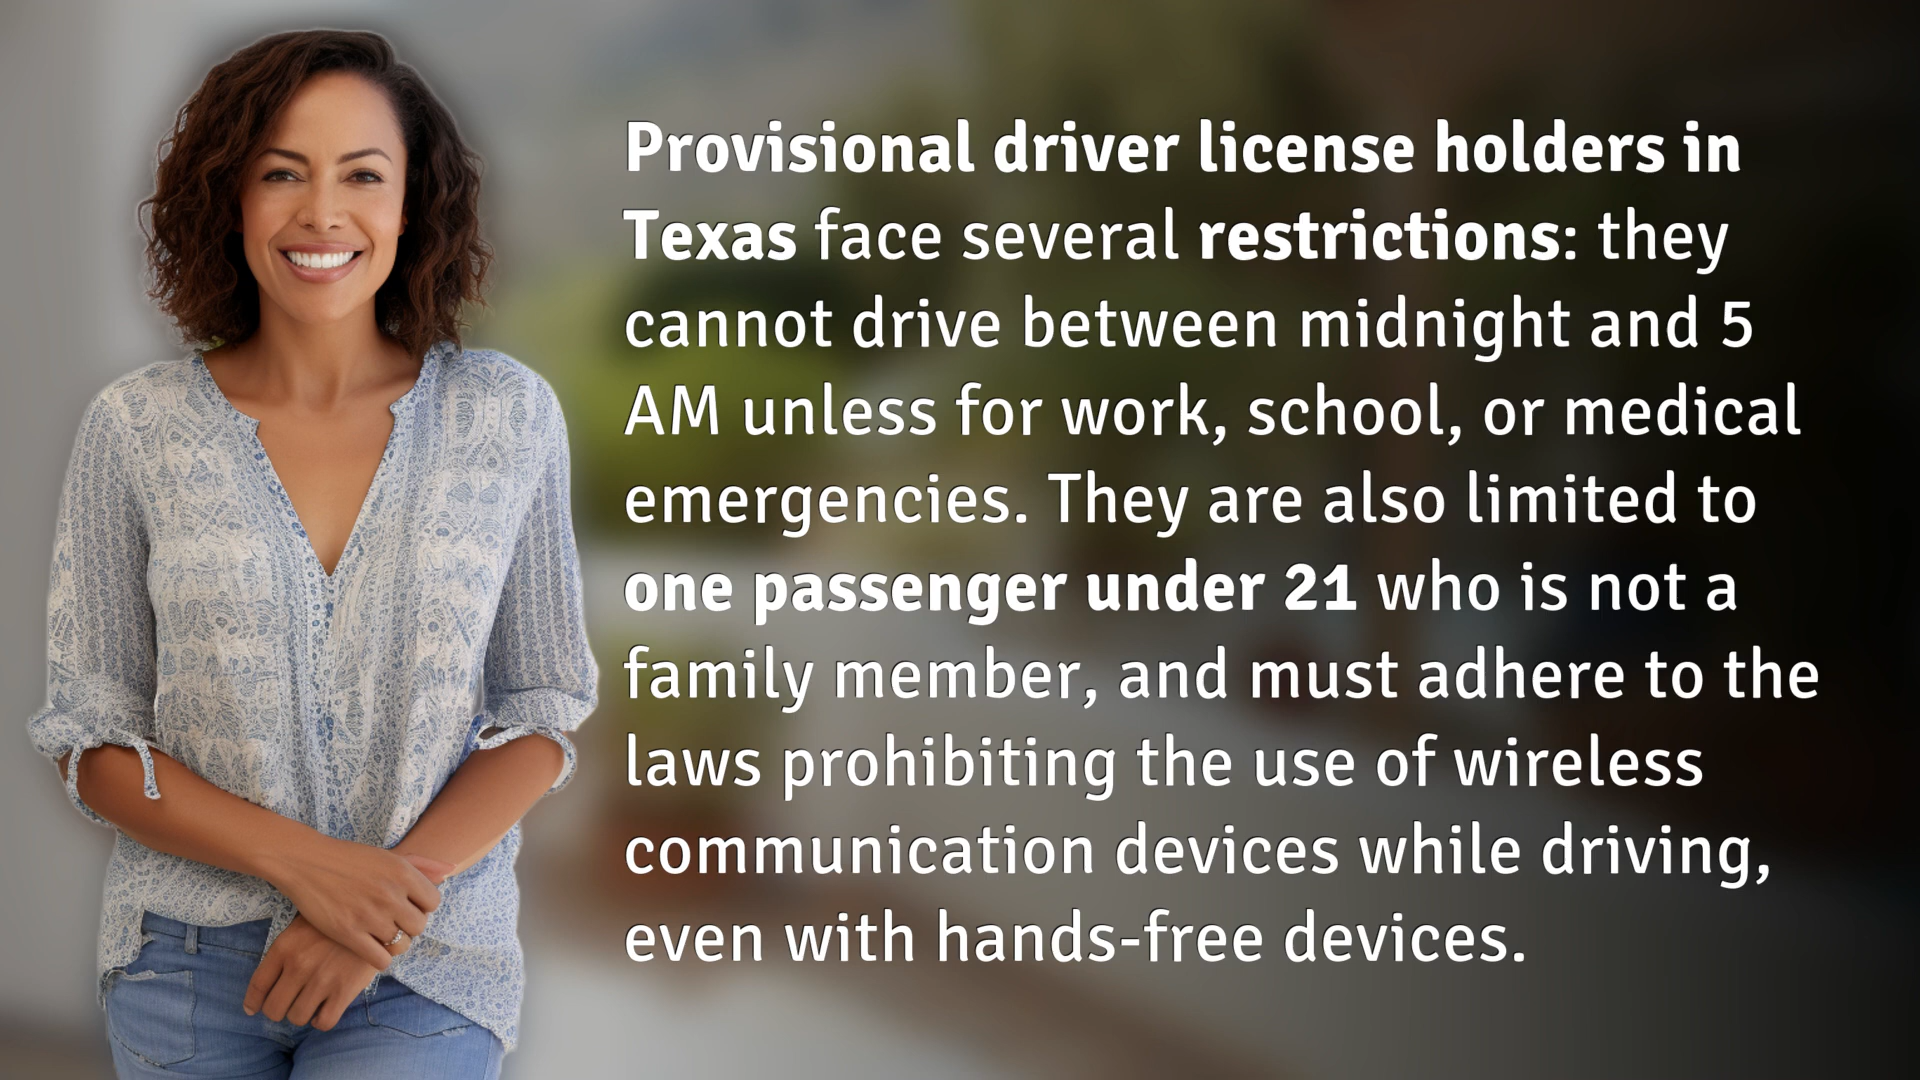 Provisional driver license holders in
Texas face several restrictions: they
cannot drive between midnight and 5
AM unless for work, school, or medical
emergencies. They are also limited to
one passenger under 21 who is not a
family member, and must adhere to the
laws prohibiting the use of wireless
communication devices while driving,
even with hands-free devices.